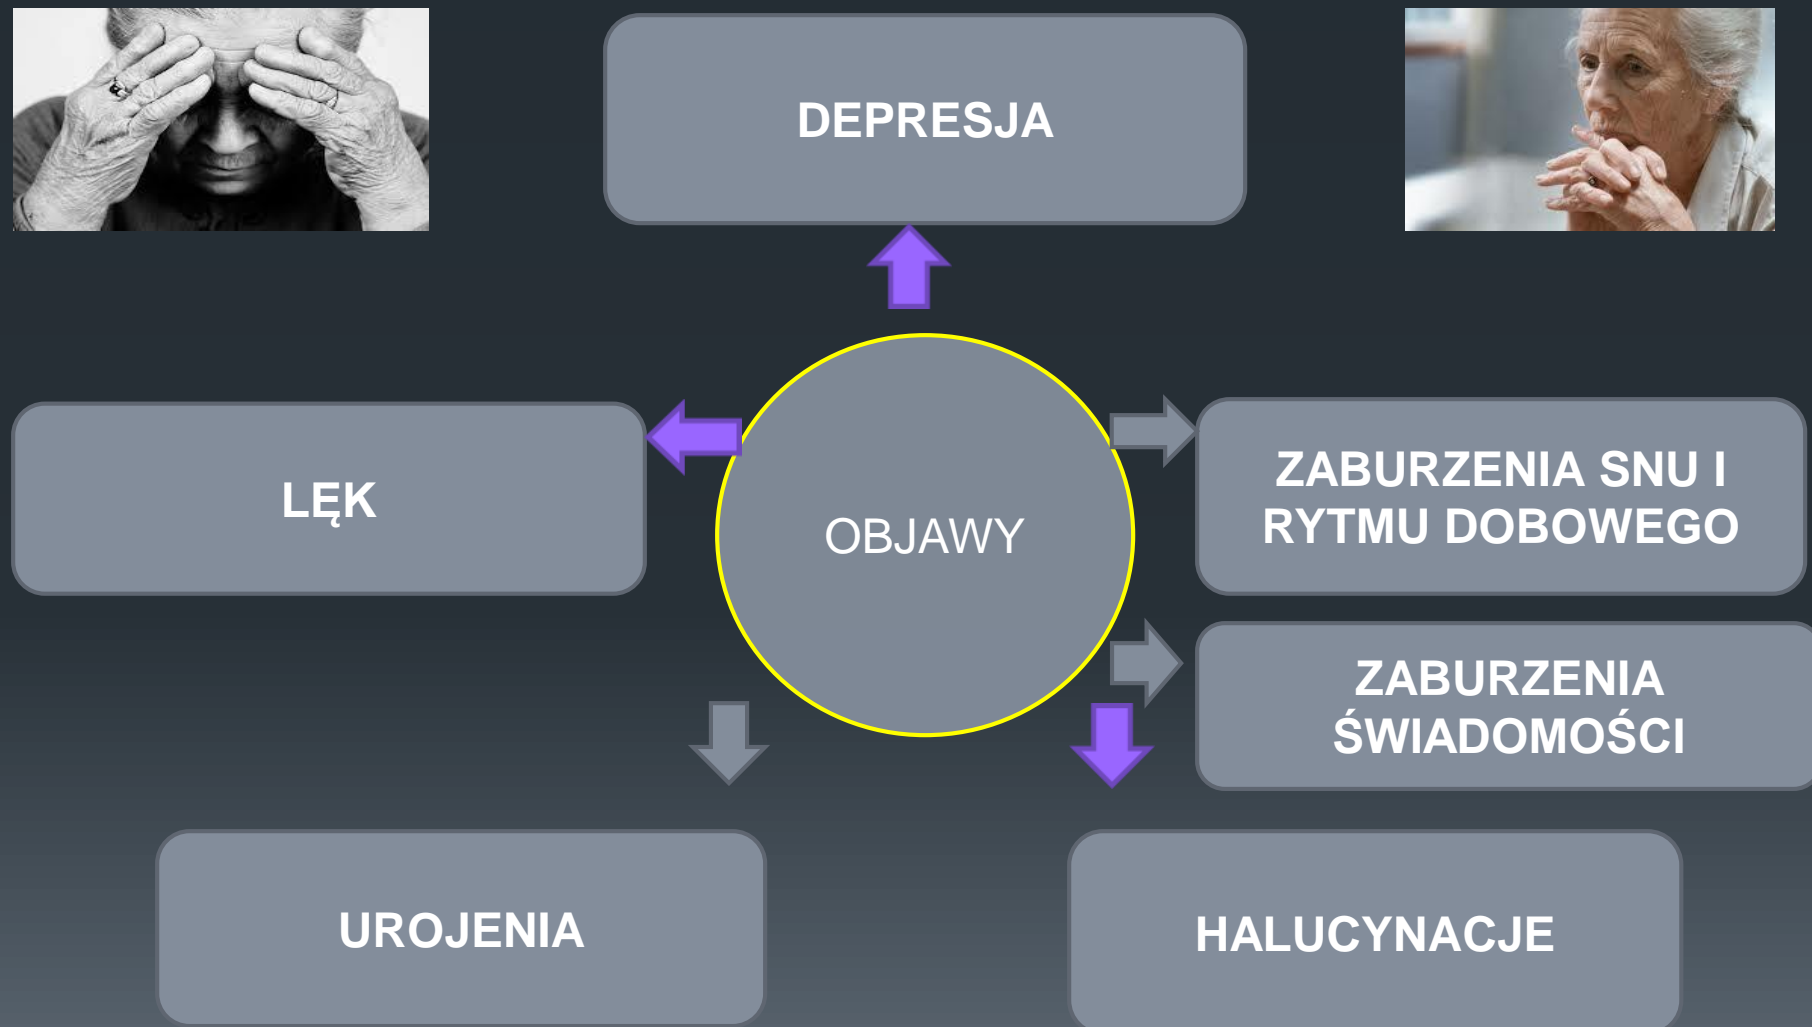 DEPRESJA
LĘK
OBJAWY
ZABURZENIA SNU I
RYTMU DOBOWEGO
ZABURZENIA
ŚWIADOMOŚCI
UROJENIA
HALUCYNACJE